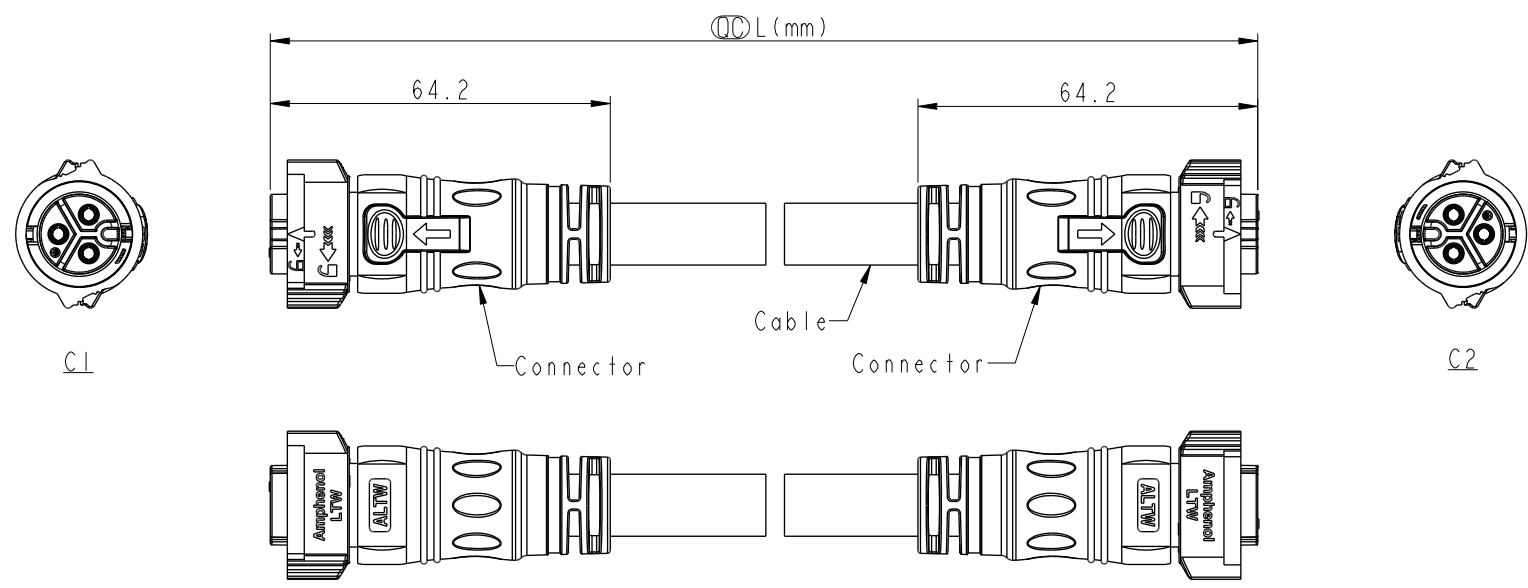 QC L(mm)
64.2
64.2
Cable
Connector
Connector
C1
C2
Amphenol
LTW
ALTW
ALTW
Amphenol
LTW